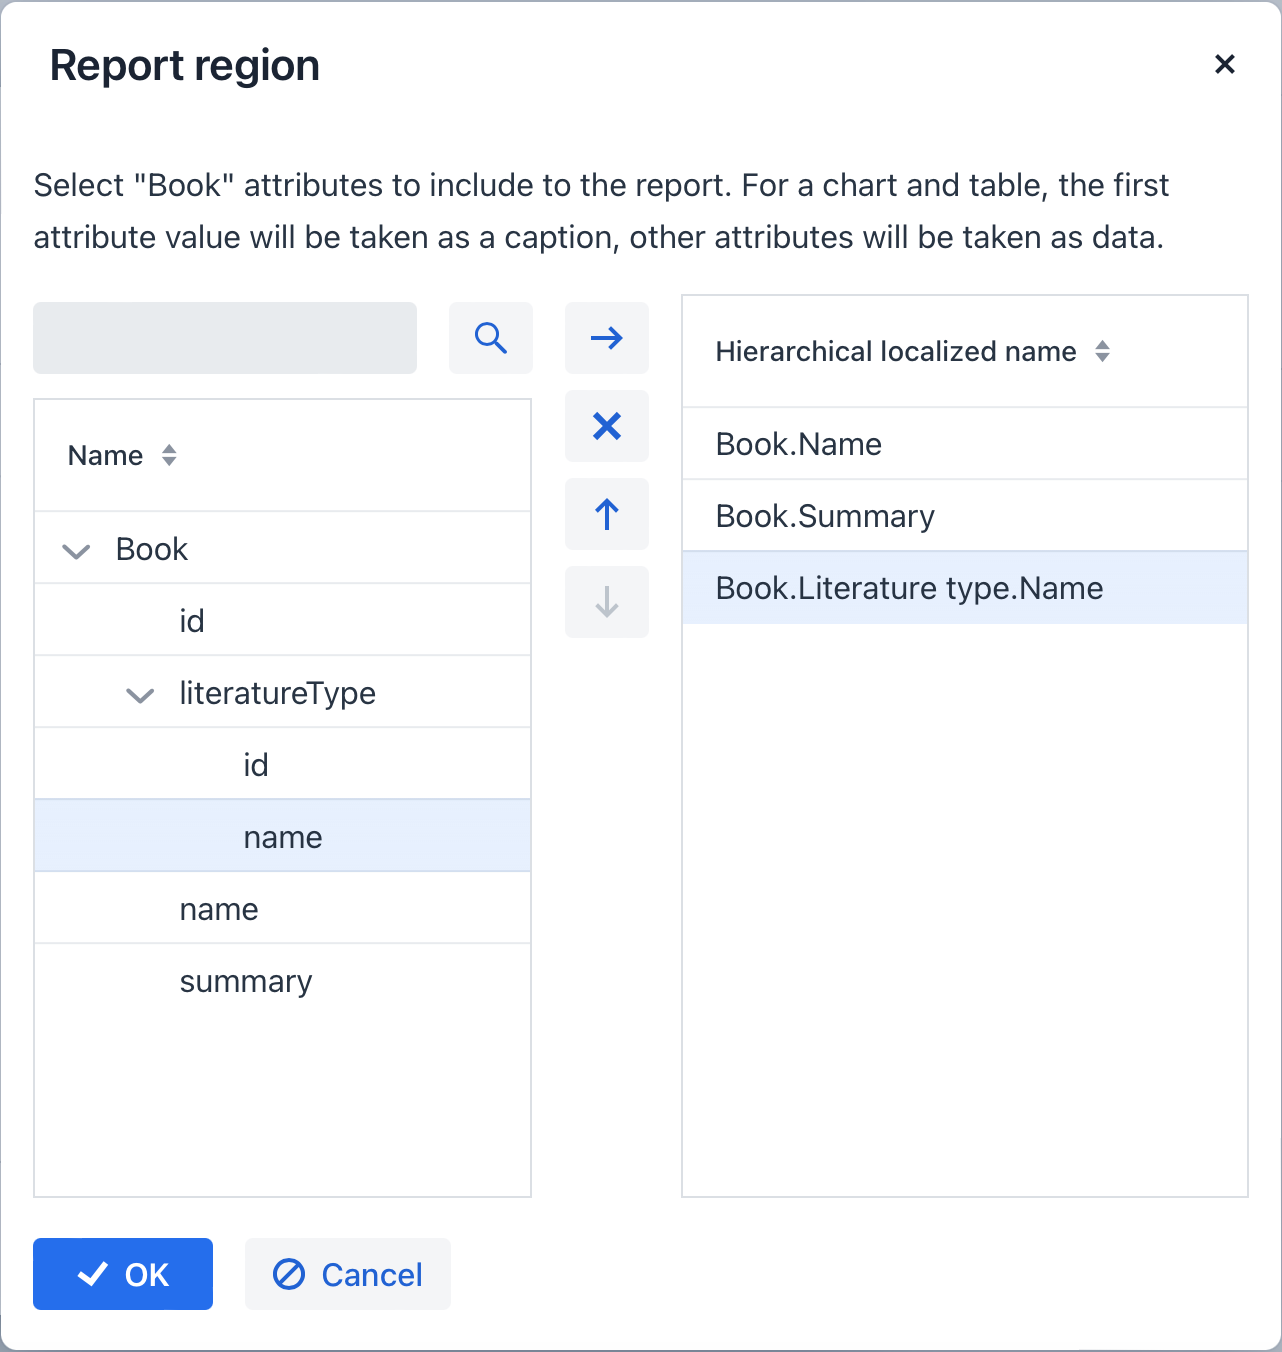 Report region
Select "Book" attributes to include to the report. For a chart and table, the first
attribute value will be taken as a caption, other attributes will be taken as data.
Name
Book
id
literatureType
id
name
name
summary
Hierarchical localized name
Book.Name
Book.Summary
Book.Literature type.Name
OK
Cancel